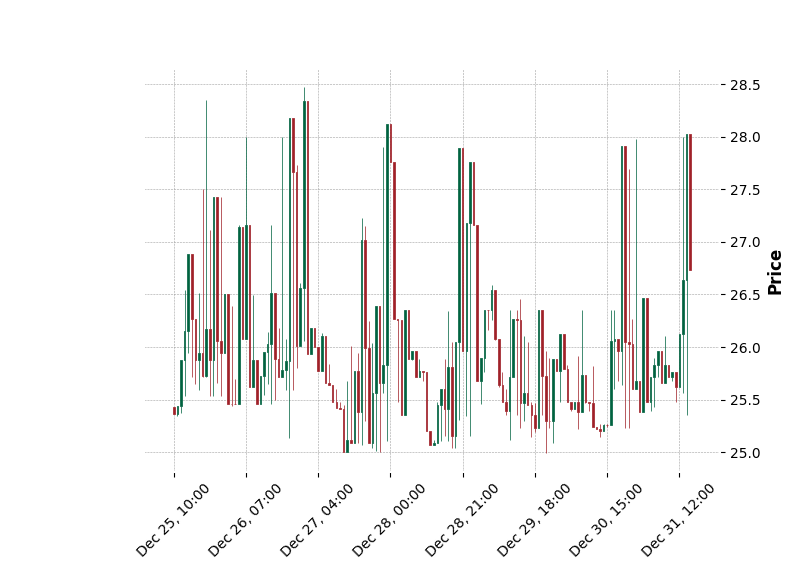 28.5
28.0
27.5
27.0
26.5
26.0
25.5
25.0
Price
Dec 25, 10:00
Dec 26, 07:00
Dec 27, 04:00
Dec 28, 00:00
Dec 28, 21:00
Dec 29, 18:00
Dec 30, 15:00
Dec 31, 12:00